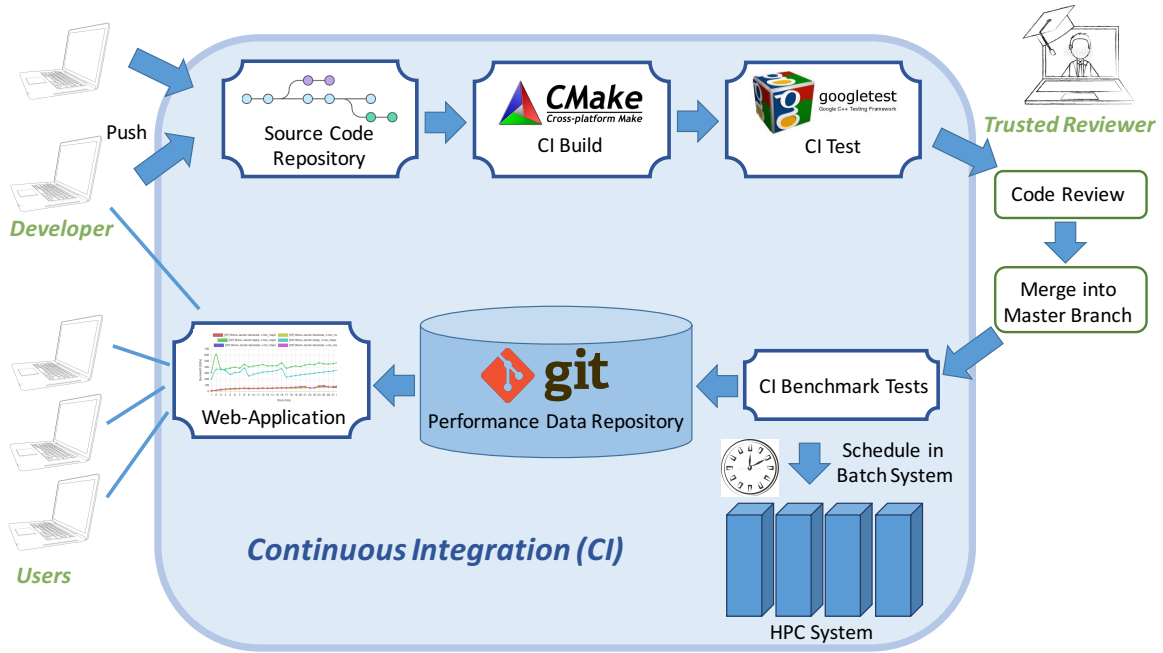 Push
Developer
Source Code
Repository
CMake
Cross-platform Make
CI Build
googletest
Google C++ Testing Framework
CI Test
Trusted Reviewer
Code Review
Merge into
Master Branch
CI Benchmark Tests
Schedule in
Batch System
HPC System
git
Performance Data Repository
Web-Application
Users
Continuous Integration (CI)